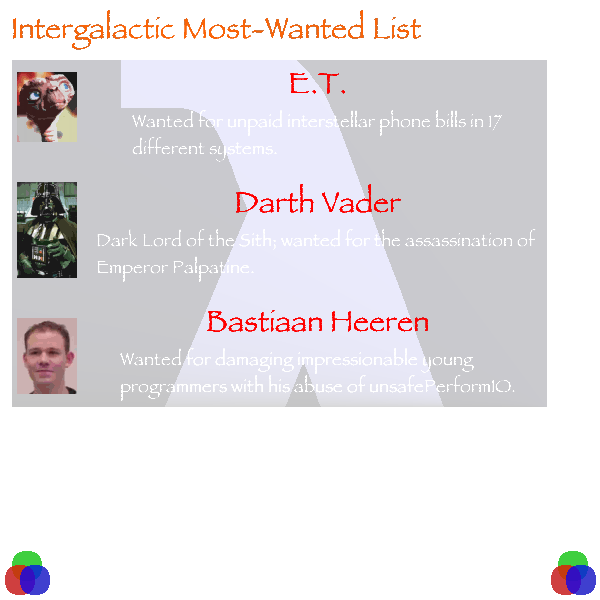 Intergalactic Most-Wanted List
E.T.
Wanted for unpaid interstellar phone bills in 17
different systems.
Darth Vader
Dark Lord of the Sith; wanted for the assassination of
Emperor Palpatine.
Bastiaan Heeren
Wanted for damaging impressionable young
programmers with his abuse of unsafePerformIO.